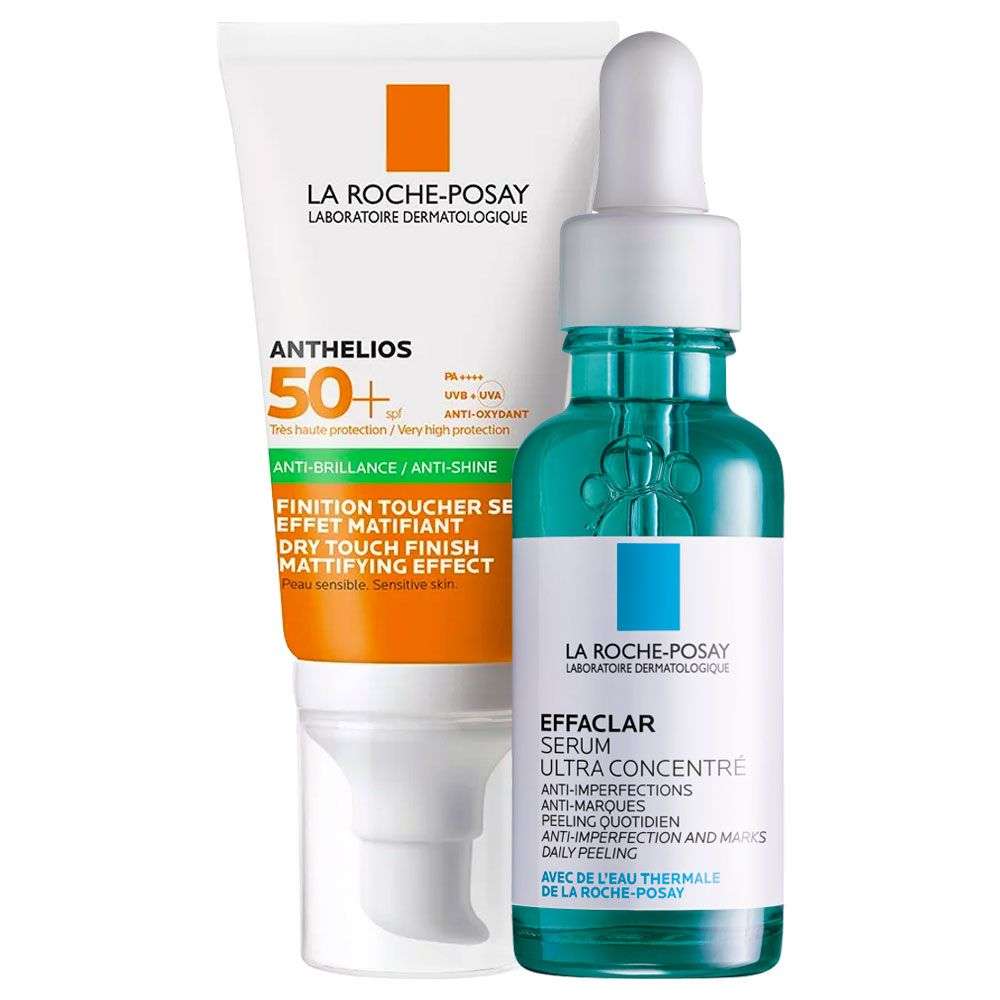 LA ROCHE-POSAY
LABORATOIRE DERMATOLOGIQUE
ANTHELIOS
50+ spf
Très haute protection / Very high protection
PA++++
UVB + UVA
ANTI-OXYDANT
ANTI-BRILLANCE / ANTI-SHINE
FINITION TOUCHER SE
EFFET MATIFIANT
DRY TOUCH FINISH
MATTIFYING EFFECT
Peau sensible. Sensitive skin.
LA ROCHE-POSAY
LABORATOIRE DERMATOLOGIQUE
EFFACLAR
SERUM
ULTRA CONCENTRÉ
ANTI-IMPERFECTIONS
ANTI-MARQUES
PEELING QUOTIDIEN
ANTI-IMPERFECTION AND MARKS
DAILY PEELING
AVEC DE L'EAU THERMALE
DE LA ROCHE-POSAY